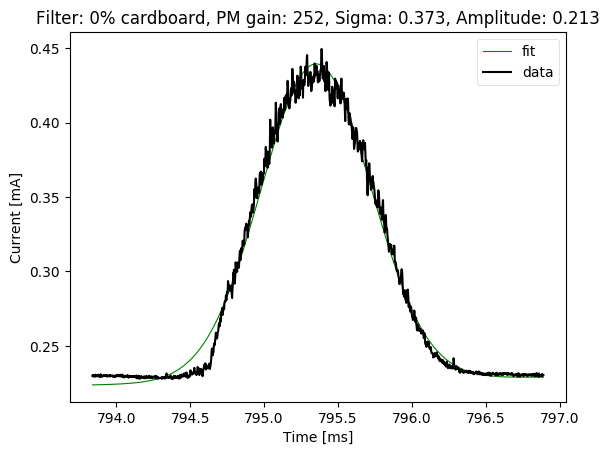 Filter: 0% cardboard, PM gain: 252, Sigma: 0.373, Amplitude: 0.213
fit
data
0.45
0.40
0.35
0.30
0.25
Current [mA]
794.0 794.5 795.0 795.5 796.0 796.5 797.0
Time [ms]